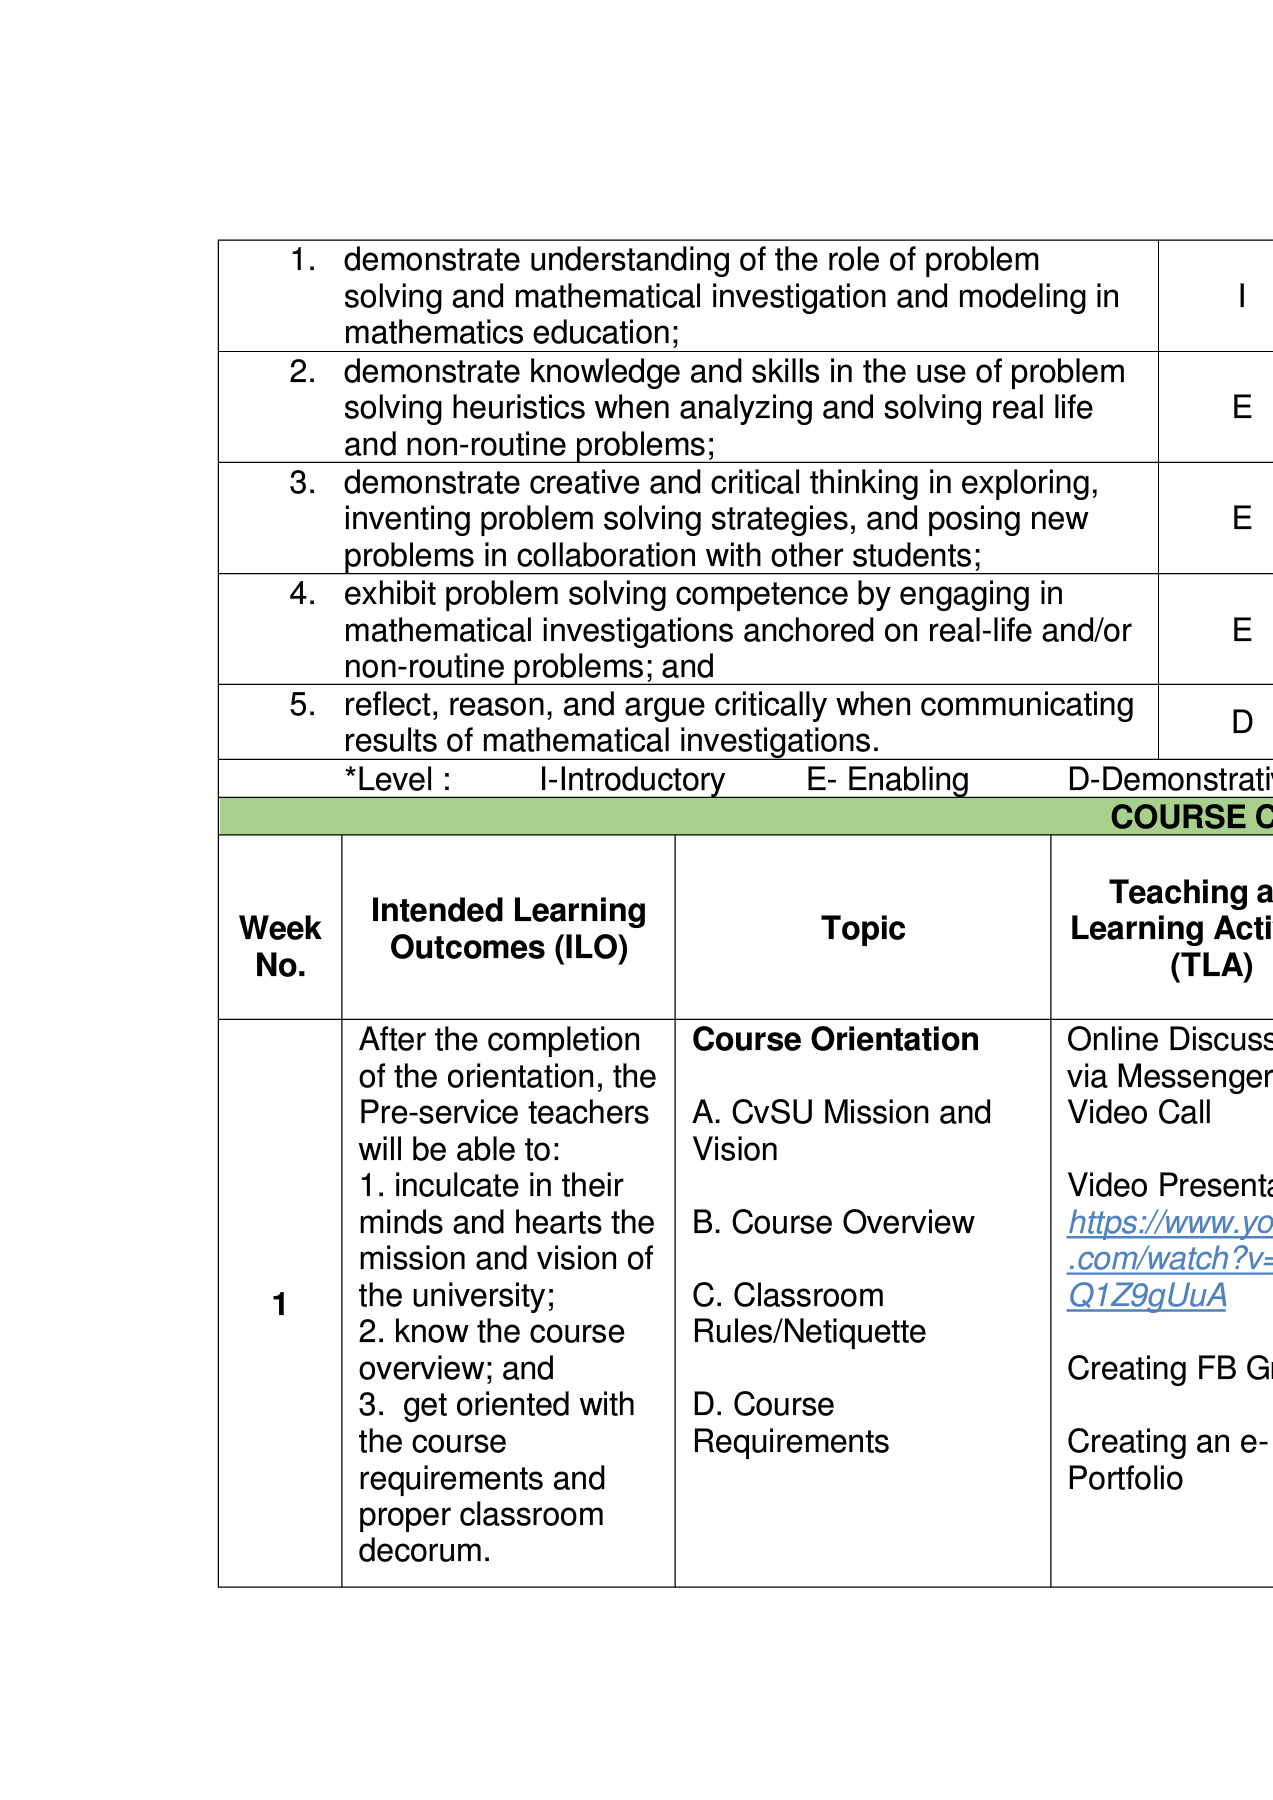 1. demonstrate understanding of the role of problem
solving and mathematical investigation and modeling in
mathematics education;
I
2. demonstrate knowledge and skills in the use of problem
solving heuristics when analyzing and solving real life
and non-routine problems;
E
3. demonstrate creative and critical thinking in exploring,
inventing problem solving strategies, and posing new
problems in collaboration with other students;
E
4. exhibit problem solving competence by engaging in
mathematical investigations anchored on real-life and/or
non-routine problems; and
E
5. reflect, reason, and argue critically when communicating
results of mathematical investigations.
D
*Level : I-Introductory E- Enabling
COURSE
Week
No.
Intended Learning
Outcomes (ILO)
Topic
Teaching
Learning
(TLA)
1
After the completion
of the orientation, the
Pre-service teachers
will be able to:
1. inculcate in their
minds and hearts the
mission and vision of
the university;
2. know the course
overview; and
3. get oriented with
the course
requirements and
proper classroom
decorum.
Course Orientation
A. CvSU Mission and
Vision
B. Course Overview
C. Classroom
Rules/Netiquette
D. Course
Requirements
Online
via Messenger
Video Call
Video
https://www.yo
.com/watch?v=
Q1Z9gUuA
Creating FB
Creating an e-
Portfolio